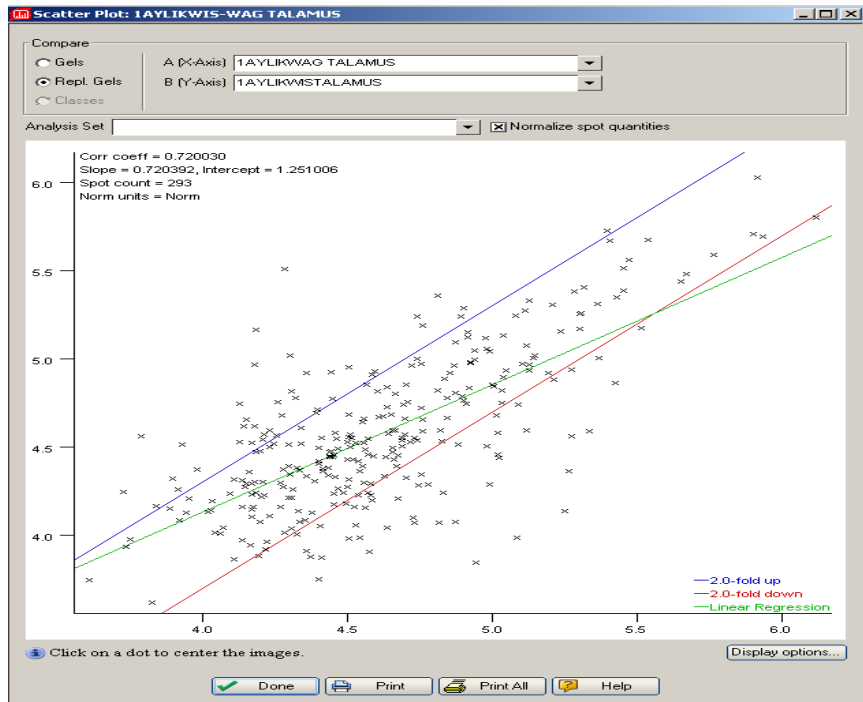 Scatter Plot: 1AYLIKWIS-WAG TALAMUS
Compare
Gels
A (X-Axis) 1AYLIKWAG TALAMUS
Repl. Gels
B (Y-Axis) 1AYLIKWISTALAMUS
Classes
Analysis Set
Normalize spot quantities
Corr coeff = 0.720030
Slope = 0.720392, Intercept = 1.251006
Spot count = 293
Norm units = Norm
6.0
5.5
5.0
4.5
4.0
2.0-fold up
2.0-fold down
Linear Regression
4.0 4.5 5.0 5.5 6.0
Click on a dot to center the images.
Display options...
Done Print Print All Help